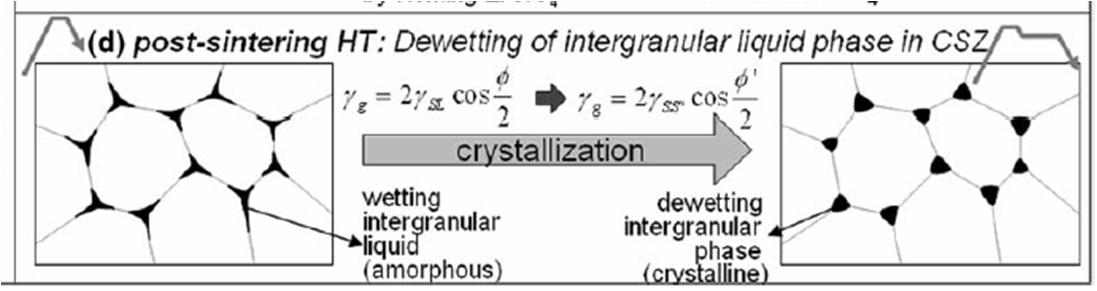 (d) post-sintering HT: Dewetting of intergranular liquid phase in CSZ
γg = 2γSL cos ϕ/2 γg = 2γSS' cos ϕ'/2
crystallization
wetting
intergranular
liquid
(amorphous)
dewetting
intergranular
phase
(crystalline)